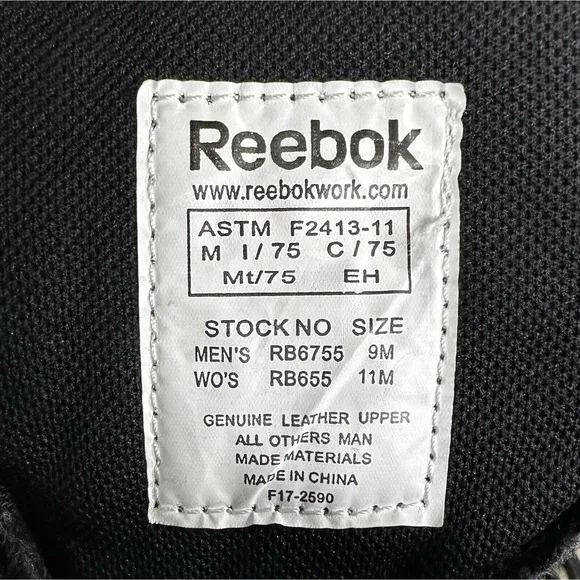 Reebok
www.reebokwork.com
ASTM F2413-11
M I/75 C/75
Mt/75 EH
STOCK NO SIZE
MEN'S RB6755 9M
WO'S RB655 11M
GENUINE LEATHER UPPER
ALL OTHERS MAN
MADE MATERIALS
MADE IN CHINA
F17-2590